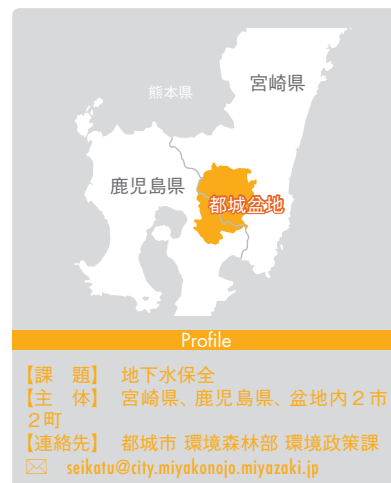 宮崎県
熊本県
鹿児島県
都城盆地
Profile
【課　題】　地下水保全
【主　体】　宮崎県、鹿児島県、盆地内２市
２町
【連絡先】　都城市 環境森林部 環境政策課
✉ seikatu@city.miyakonojo.miyazaki.jp